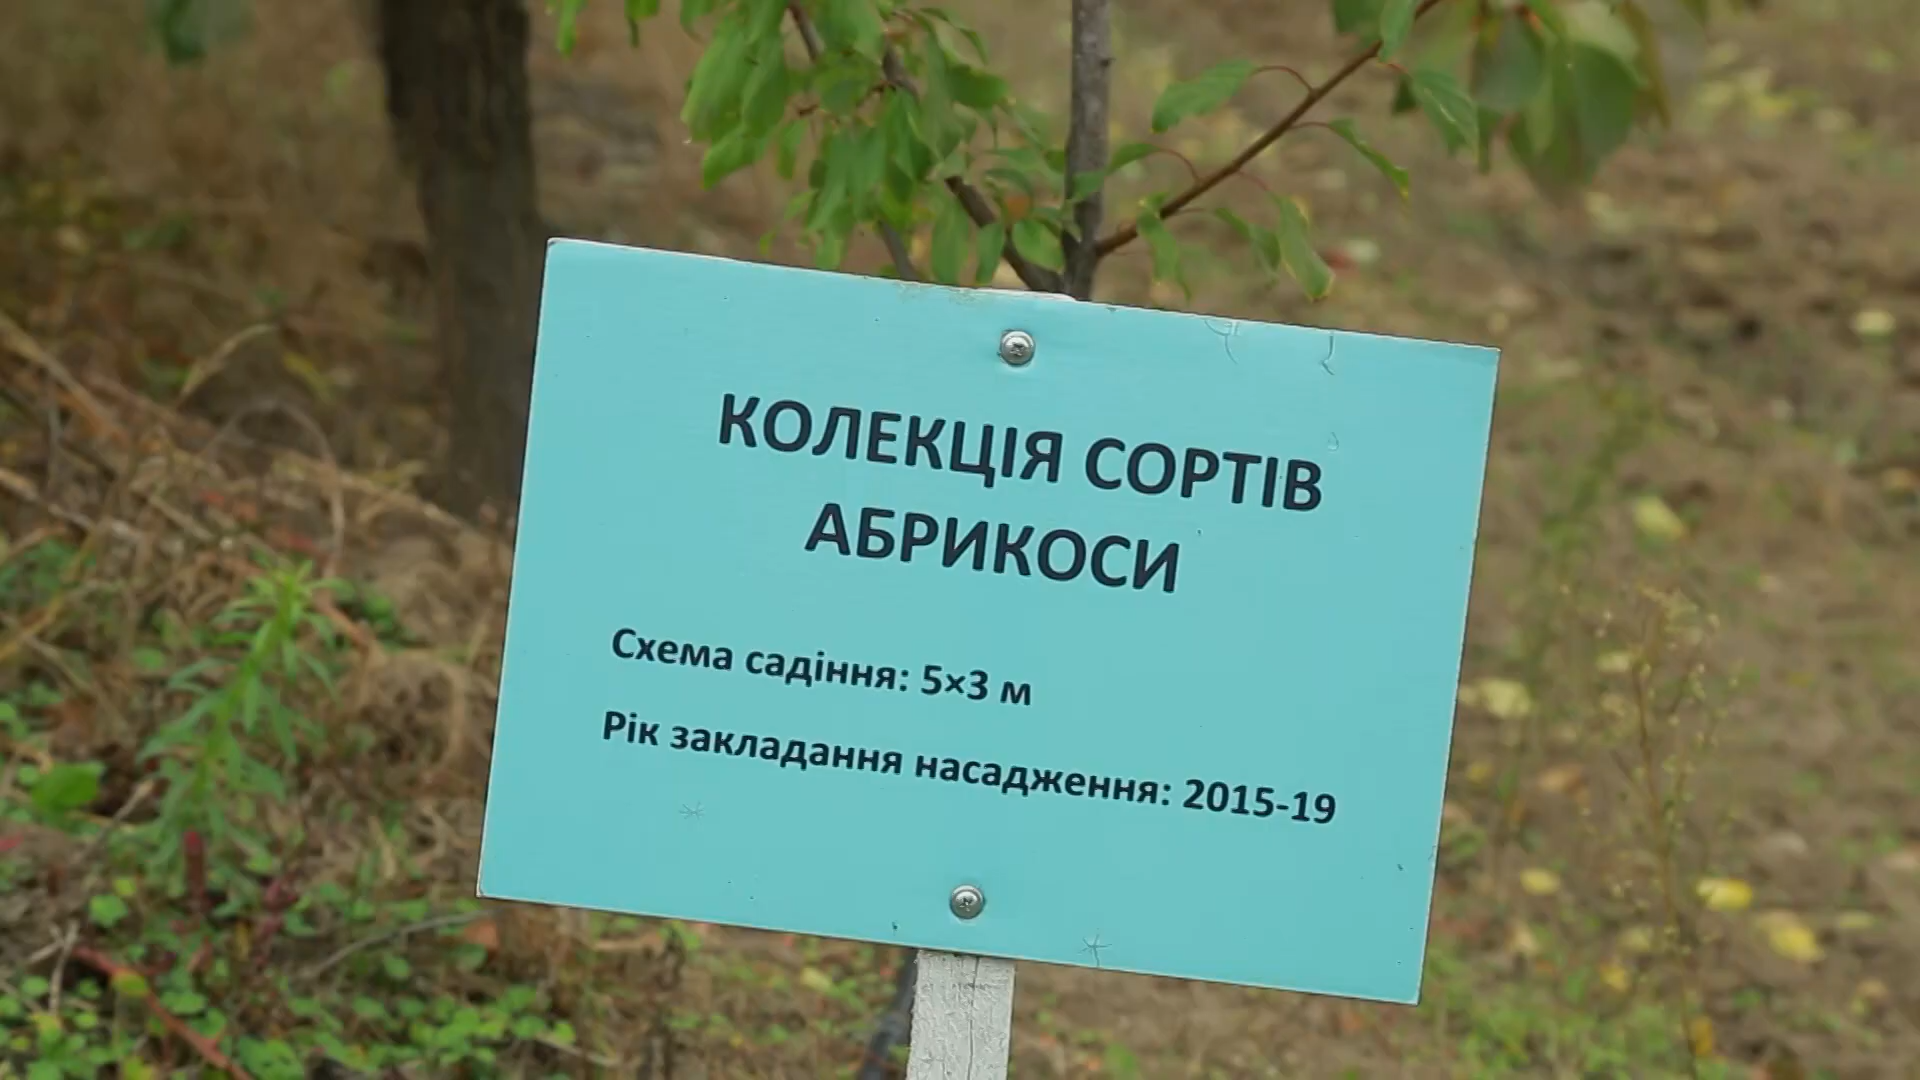 КОЛЕКЦІЯ СОРТІВ
АБРИКОСИ
Схема садіння: 5×3 м
Рік закладання насадження: 2015-19